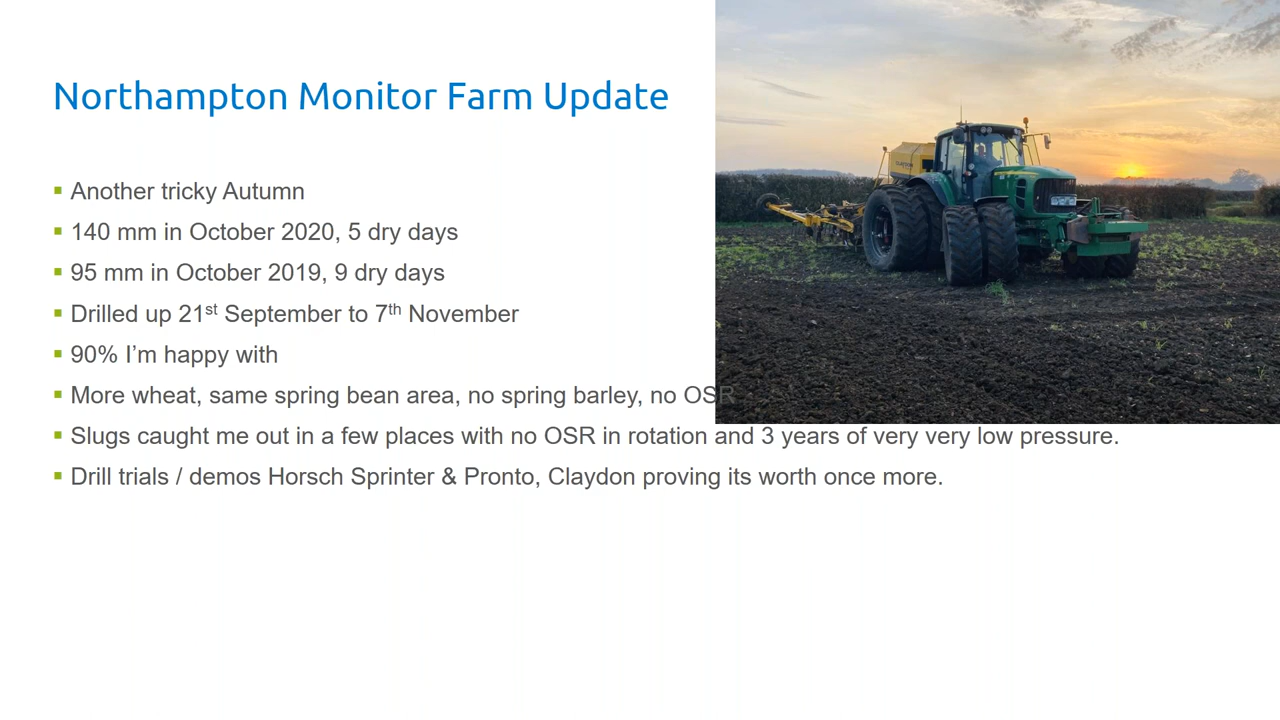 Northampton Monitor Farm Update
Another tricky Autumn
140 mm in October 2020, 5 dry days
95 mm in October 2019, 9 dry days
Drilled up 21st September to 7th November
90% I’m happy with
More wheat, same spring bean area, no spring barley, no OSR
Slugs caught me out in a few places with no OSR in rotation and 3 years of very very low pressure.
Drill trials / demos Horsch Sprinter & Pronto, Claydon proving its worth once more.